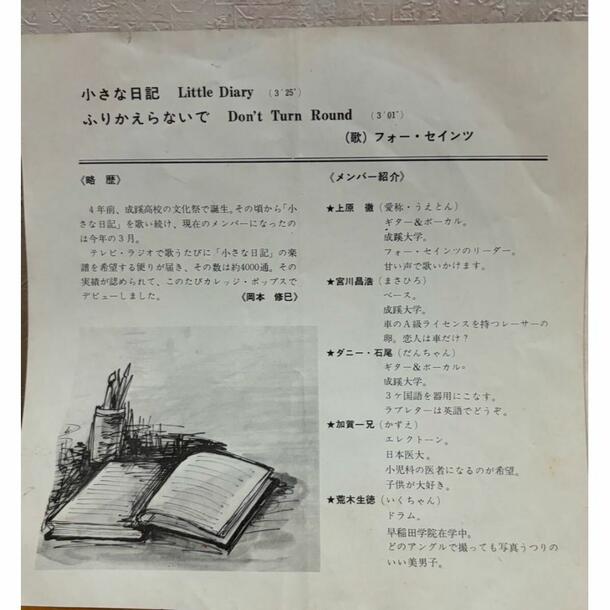 小さな日記 Little Diary (3′25″)
ふりかえらないで Don't Turn Round (3′01″)
(歌) フォー・セインツ
《略 歴》
4年前、成蹊高校の文化祭で誕生。その頃から「小
さな日記」を歌い続け、現在のメンバーになったの
は今年の3月。
テレビ・ラジオで歌うたびに「小さな日記」の楽
譜を希望する便りが届き、その数は約4000通。その
実績が認められて、このたびカレッジ・ポップスで
デビューしました。 《岡本 修巳》
《メンバー紹介》
★上原 徹(愛称・うえとん)
ギター&ボーカル。
成蹊大学。
フォー・セインツのリーダー。
甘い声で歌いかけます。
★宮川昌浩(まさひろ)
ベース。
成蹊大学。
車のA級ライセンスを持つレーサーの
卵。恋人は車だけ?
★ダニー・石尾(だんちゃん)
ギター&ボーカル。
成蹊大学。
3ヶ国語を器用にこなす。
ラブレターは英語でどうぞ。
★加賀一兄(かずえ)
エレクトーン。
日本医大。
小児科の医者になるのが希望。
子供が大好き。
★荒木生徳(いくちゃん)
ドラム。
早稲田学院在学中。
どのアングルで撮っても写真うつりの
いい美男子。